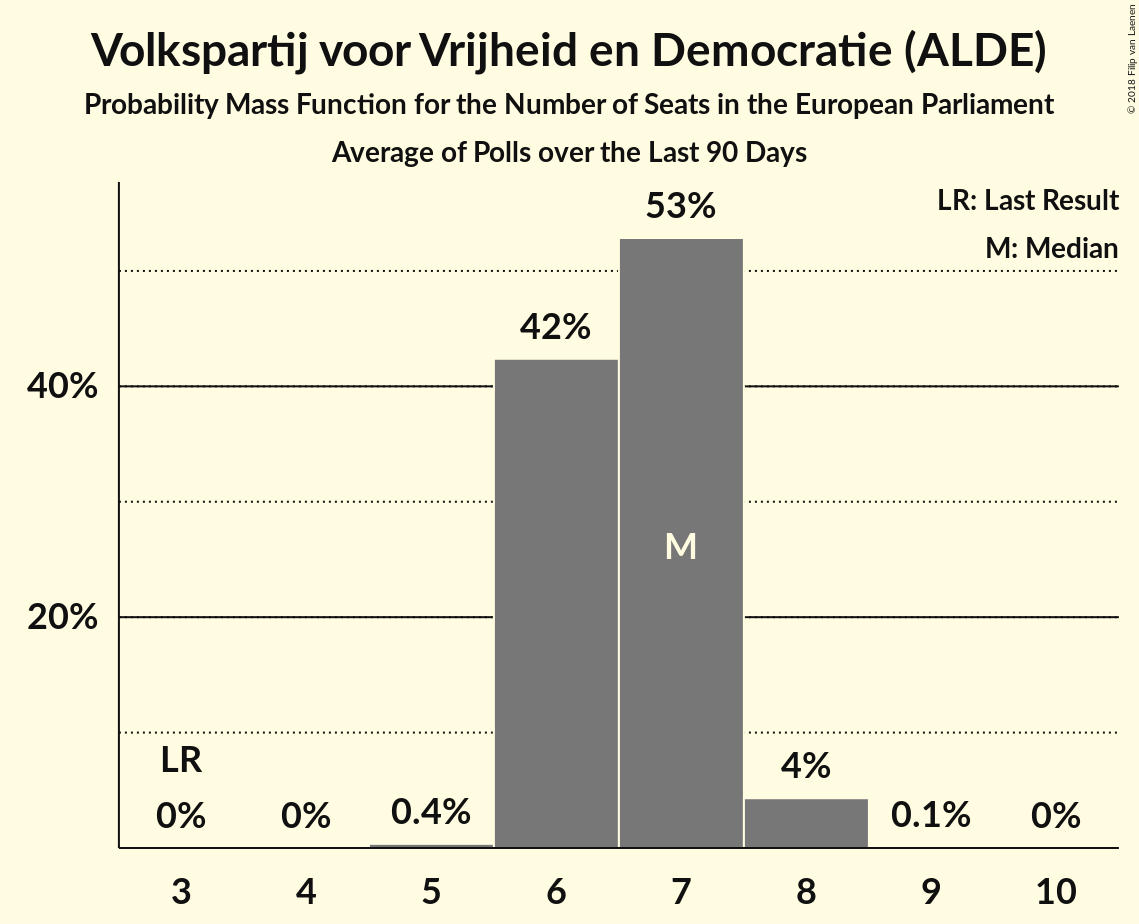 Volkspartij voor Vrijheid en Democratie (ALDE)
Probability Mass Function for the Number of Seats in the European Parliament
Average of Polls over the Last 90 Days
© 2018 Filip van Laenen
LR: Last Result
M: Median
53%
42%
40%
M
20%
LR
4%
0% 0% 0.4% 0.1% 0%
3 4 5 6 7 8 9 10